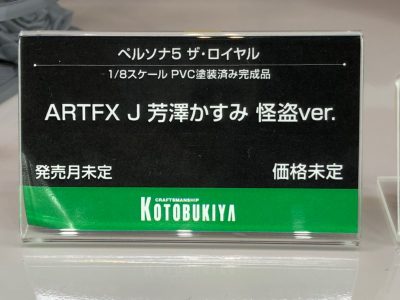 ペルソナ5 ザ・ロイヤル
1/8スケール PVC塗装済み完成品
ARTFX J 芳澤かすみ 怪盗ver.
発売月未定 価格未定
CRAFTSMANSHIP
KOTOBUKIYA